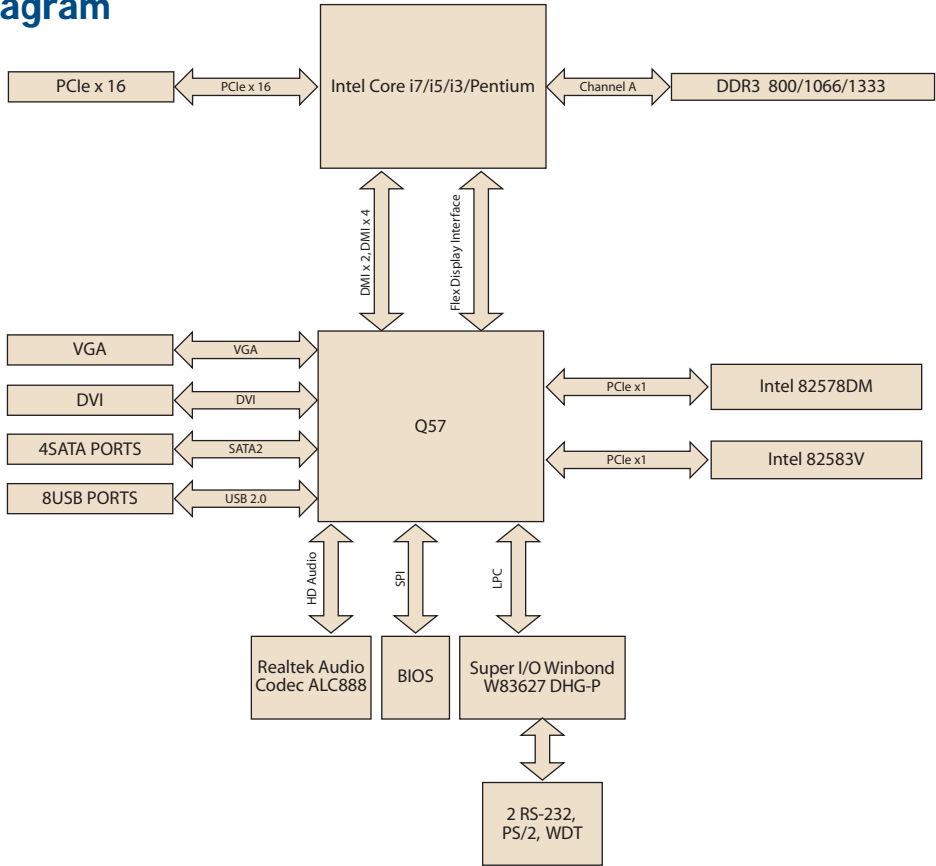 agram
PCIe x 16
PCIe x 16
Intel Core i7/i5/i3/Pentium
Channel A
DDR3 800/1066/1333
DMI x 2,DMI x 4
Flex Display Interface
VGA
VGA
DVI
DVI
4SATA PORTS
SATA2
8USB PORTS
USB 2.0
Q57
PCIe x1
Intel 82578DM
PCIe x1
Intel 82583V
HD Audio
SPI
LPC
Realtek Audio
Codec ALC888
BIOS
Super I/O Winbond
W83627 DHG-P
2 RS-232,
PS/2, WDT